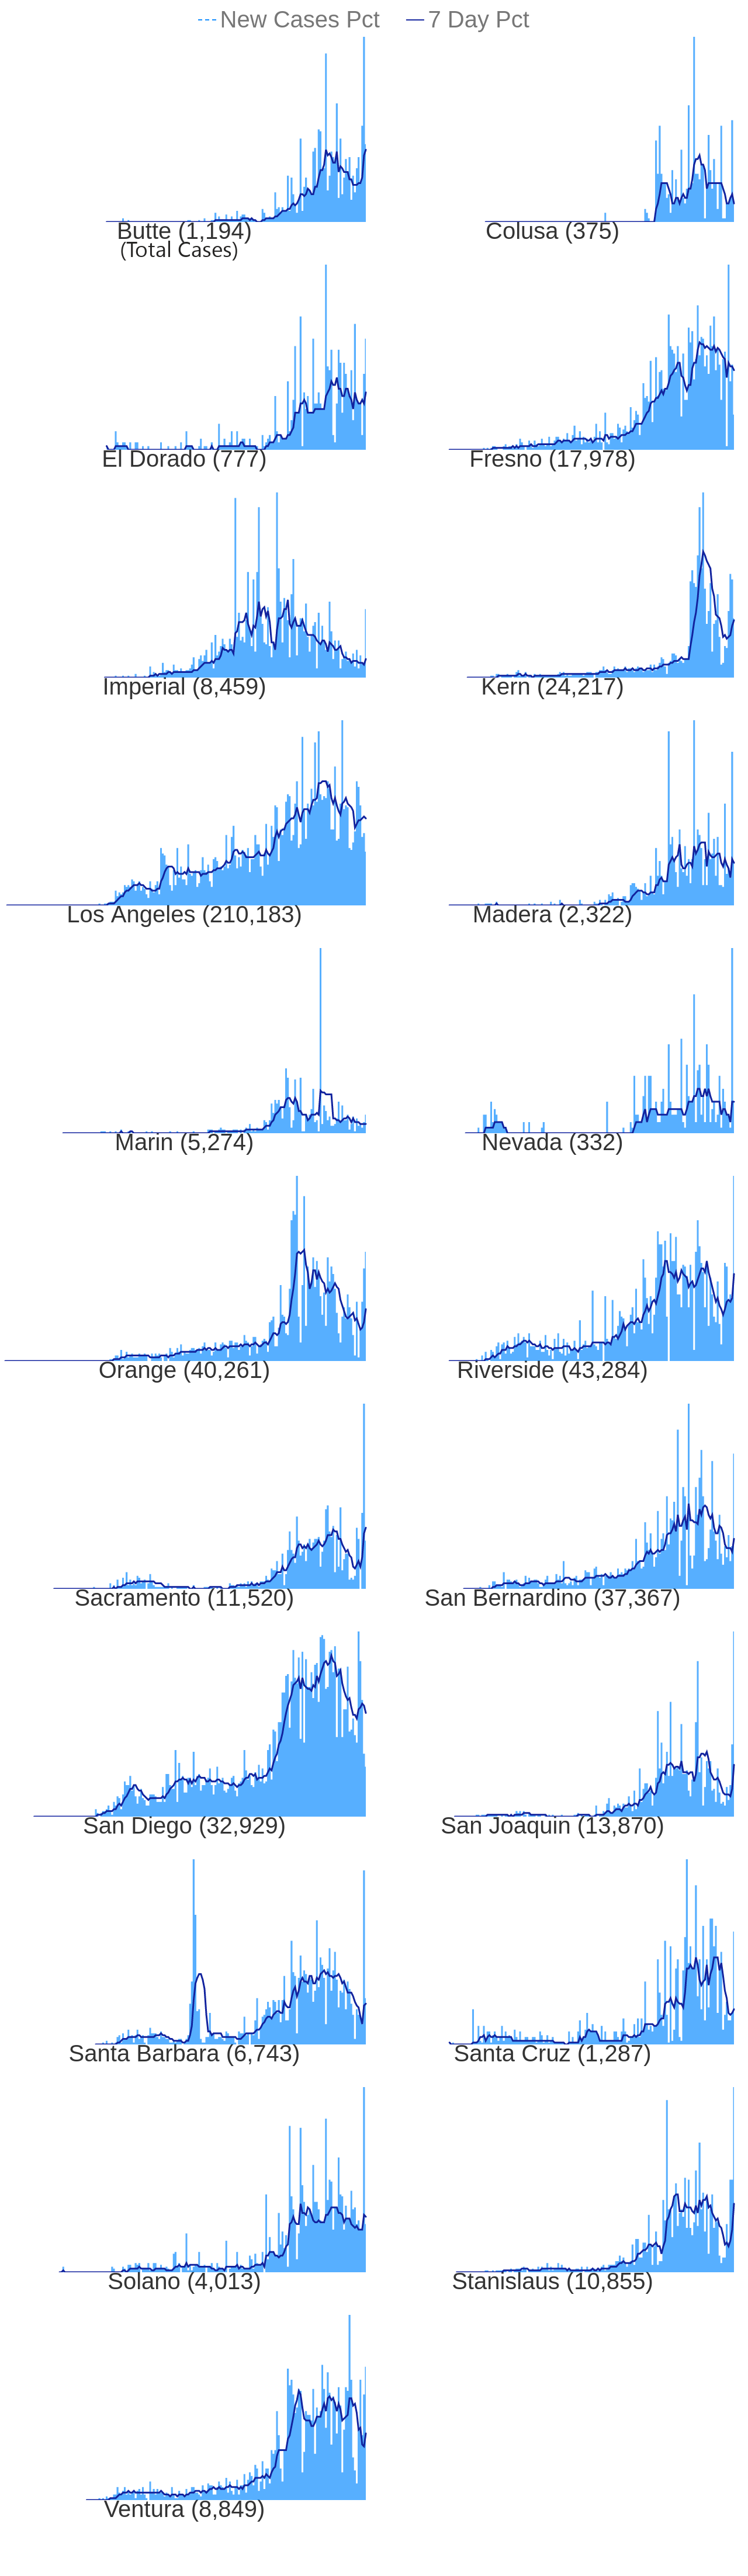 New Cases Pct 7 Day Pct
Butte (1,194) Colusa (375)
(Total Cases)
El Dorado (777) Fresno (17,978)
Imperial (8,459) Kern (24,217)
Los Angeles (210,183) Madera (2,322)
Marin (5,274) Nevada (332)
Orange (40,261) Riverside (43,284)
Sacramento (11,520) San Bernardino (37,367)
San Diego (32,929) San Joaquin (13,870)
Santa Barbara (6,743) Santa Cruz (1,287)
Solano (4,013) Stanislaus (10,855)
Ventura (8,849)